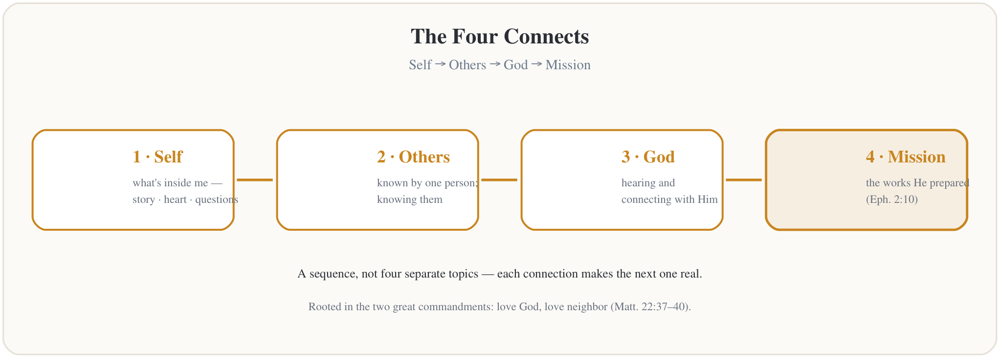 The Four Connects
Self → Others → God → Mission
1 · Self
what's inside me —
story · heart · questions
2 · Others
known by one person;
knowing them
3 · God
hearing and
connecting with Him
4 · Mission
the works He prepared
(Eph. 2:10)
A sequence, not four separate topics — each connection makes the next one real.
Rooted in the two great commandments: love God, love neighbor (Matt. 22:37–40).